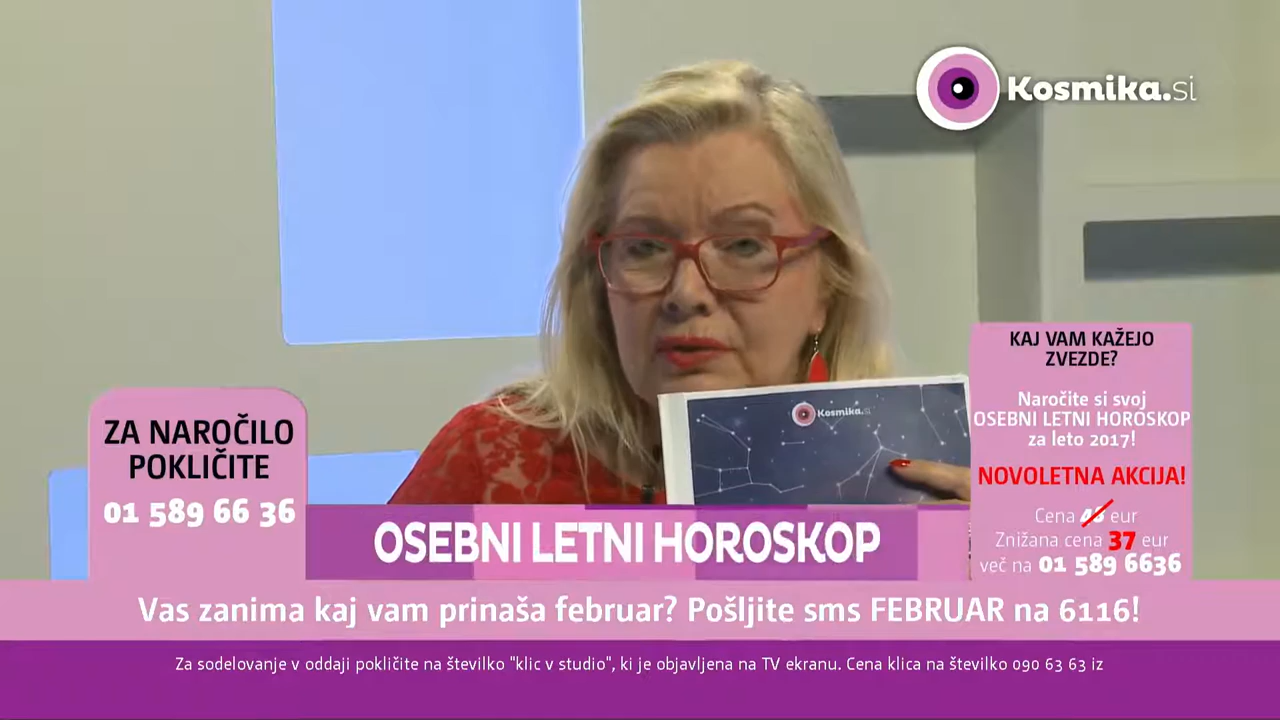 Kosmika.si
KAJ VAM KAŽEJO
ZVEZDE?
Naročite si svoj
OSEBNI LETNI HOROSKOP
za leto 2017!
NOVOLETNA AKCIJA!
Cena 45 eur
Znižana cena 37 eur
več na 01 589 6636
ZA NAROČILO
POKLIČITE
01 589 66 36
Kosmika.si
OSEBNI LETNI HOROSKOP
Vas zanima kaj vam prinaša februar? Pošljite sms FEBRUAR na 6116!
Za sodelovanje v oddaji pokličite na številko "klic v studio", ki je objavljena na TV ekranu. Cena klica na številko 090 63 63 iz